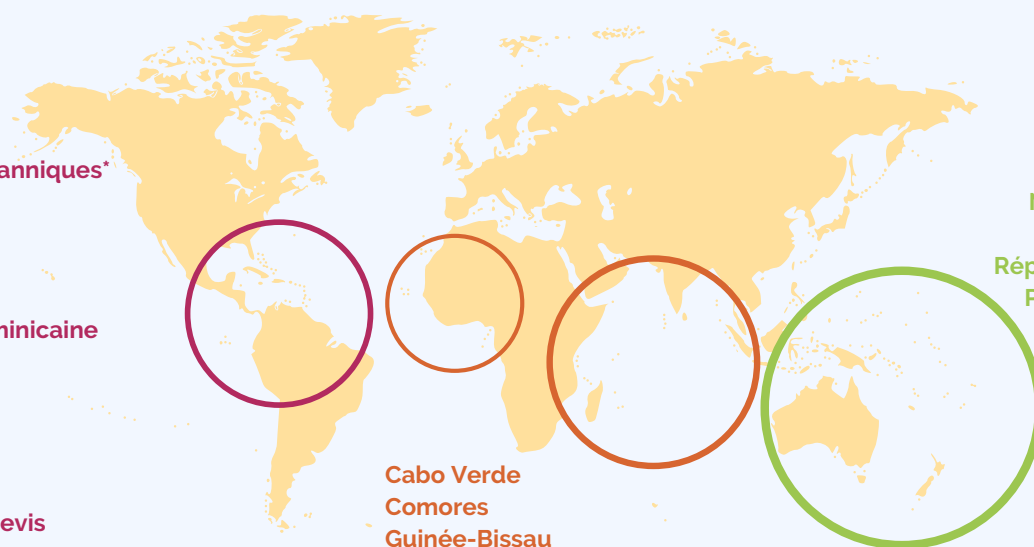 anniques*
Rép
minicaine
Cabo Verde
Comores
evis
Guinée-Bissau